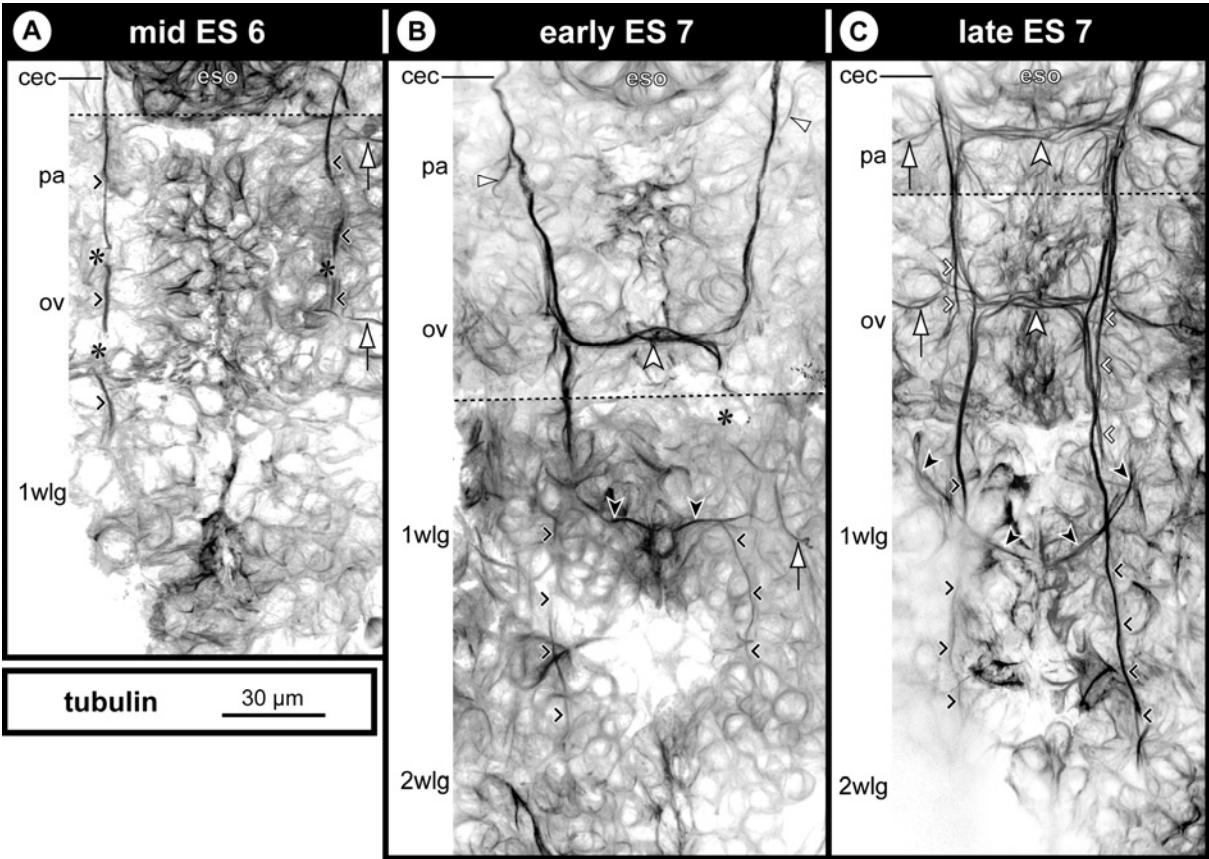 A mid ES 6
B early ES 7
C late ES 7
cec
eso
pa
ov
1wlg
*
*
*
tubulin
30 µm
cec
eso
pa
ov
*
1wlg
2wlg
cec
eso
pa
ov
1wlg
2wlg